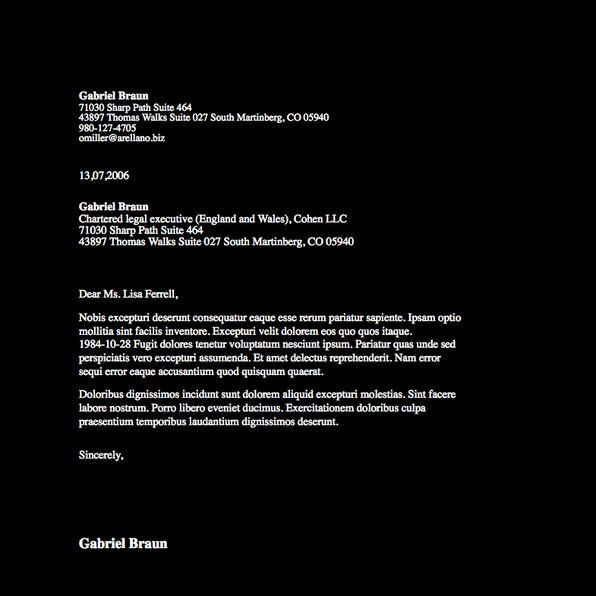 Gabriel Braun
71030 Sharp Path Suite 464
43897 Thomas Walks Suite 027 South Martinberg, CO 05940
980-127-4705
omiller@arellano.biz
13,07,2006
Gabriel Braun
Chartered legal executive (England and Wales), Cohen LLC
71030 Sharp Path Suite 464
43897 Thomas Walks Suite 027 South Martinberg, CO 05940
Dear Ms. Lisa Ferrell,
Nobis excepturi deserunt consequatur eaque esse rerum pariatur sapiente. Ipsam optio
mollitia sint facilis inventore. Excepturi velit dolorem eos quo quos itaque.
1984-10-28 Fugit dolores tenetur voluptatum nesciunt ipsum. Pariatur quas unde sed
perspiciatis vero excepturi assumenda. Et amet delectus reprehenderit. Nam error
sequi error eaque accusantium quod quisquam quaerat.
Doloribus dignissimos incidunt sunt dolorem aliquid excepturi molestias. Sint facere
labore nostrum. Porro libero eveniet ducimus. Exercitationem doloribus culpa
praesentium temporibus laudantium dignissimos deserunt.
Sincerely,
Gabriel Braun